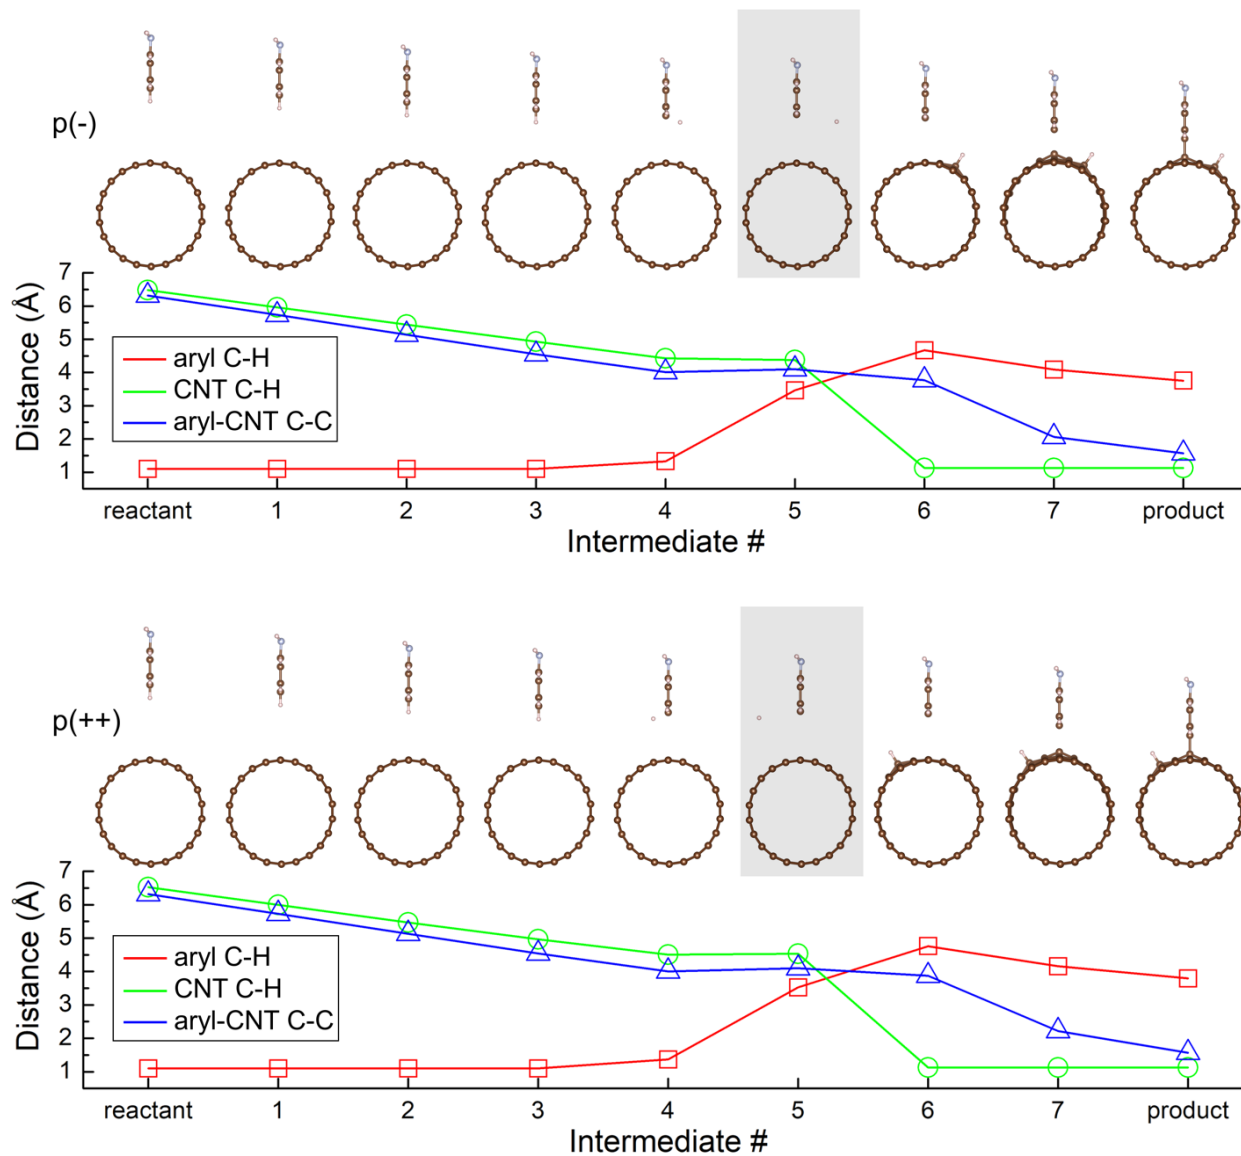 p(-)
7
6
5
4
3
2
1
Distance (Å)
aryl C-H
CNT C-H
aryl-CNT C-C
reactant 1 2 3 4 5 6 7 product
Intermediate #
p(++)
7
6
5
4
3
2
1
Distance (Å)
aryl C-H
CNT C-H
aryl-CNT C-C
reactant 1 2 3 4 5 6 7 product
Intermediate #